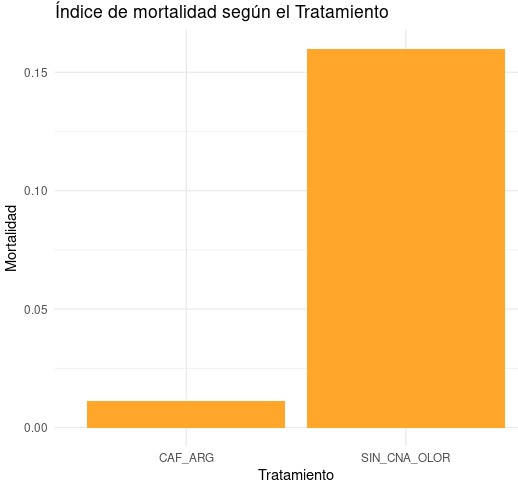 Índice de mortalidad según el Tratamiento
Mortalidad
0.15
0.10
0.05
0.00
CAF_ARG
SIN_CNA_OLOR
Tratamiento